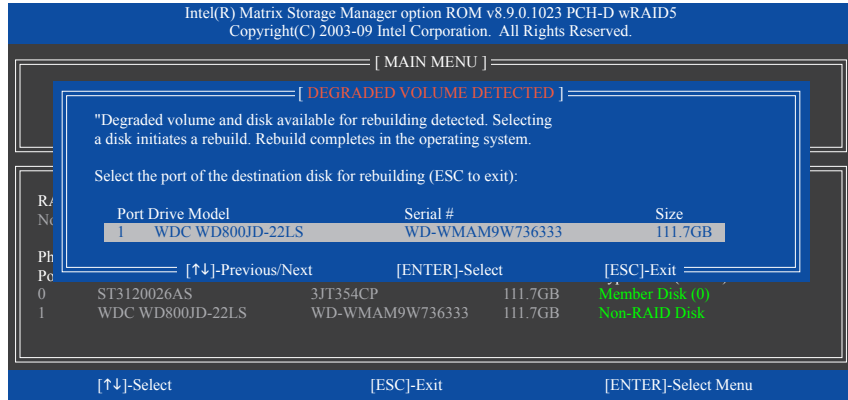 Intel(R) Matrix Storage Manager option ROM v8.9.0.1023 PCH-D wRAID5
Copyright(C) 2003-09 Intel Corporation.  All Rights Reserved.
[ MAIN MENU ]
[ DEGRADED VOLUME DETECTED ]
"Degraded volume and disk available for rebuilding detected. Selecting
a disk initiates a rebuild. Rebuild completes in the operating system.
Select the port of the destination disk for rebuilding (ESC to exit):
Port Drive Model Serial # Size
1 WDC WD800JD-22LS WD-WMAM9W736333 111.7GB
[↑↓]-Previous/Next [ENTER]-Select [ESC]-Exit
0 ST3120026AS 3JT354CP 111.7GB Member Disk (0)
1 WDC WD800JD-22LS WD-WMAM9W736333 111.7GB Non-RAID Disk
[↑↓]-Select [ESC]-Exit [ENTER]-Select Menu